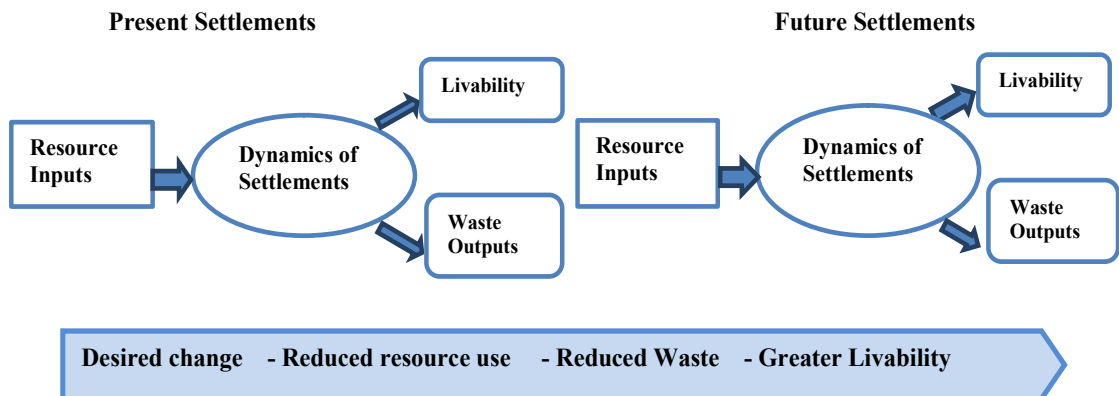 Present Settlements
Livability
Resource
Inputs
Dynamics of
Settlements
Waste
Outputs
Future Settlements
Livability
Resource
Inputs
Dynamics of
Settlements
Waste
Outputs
Desired change - Reduced resource use - Reduced Waste - Greater Livability